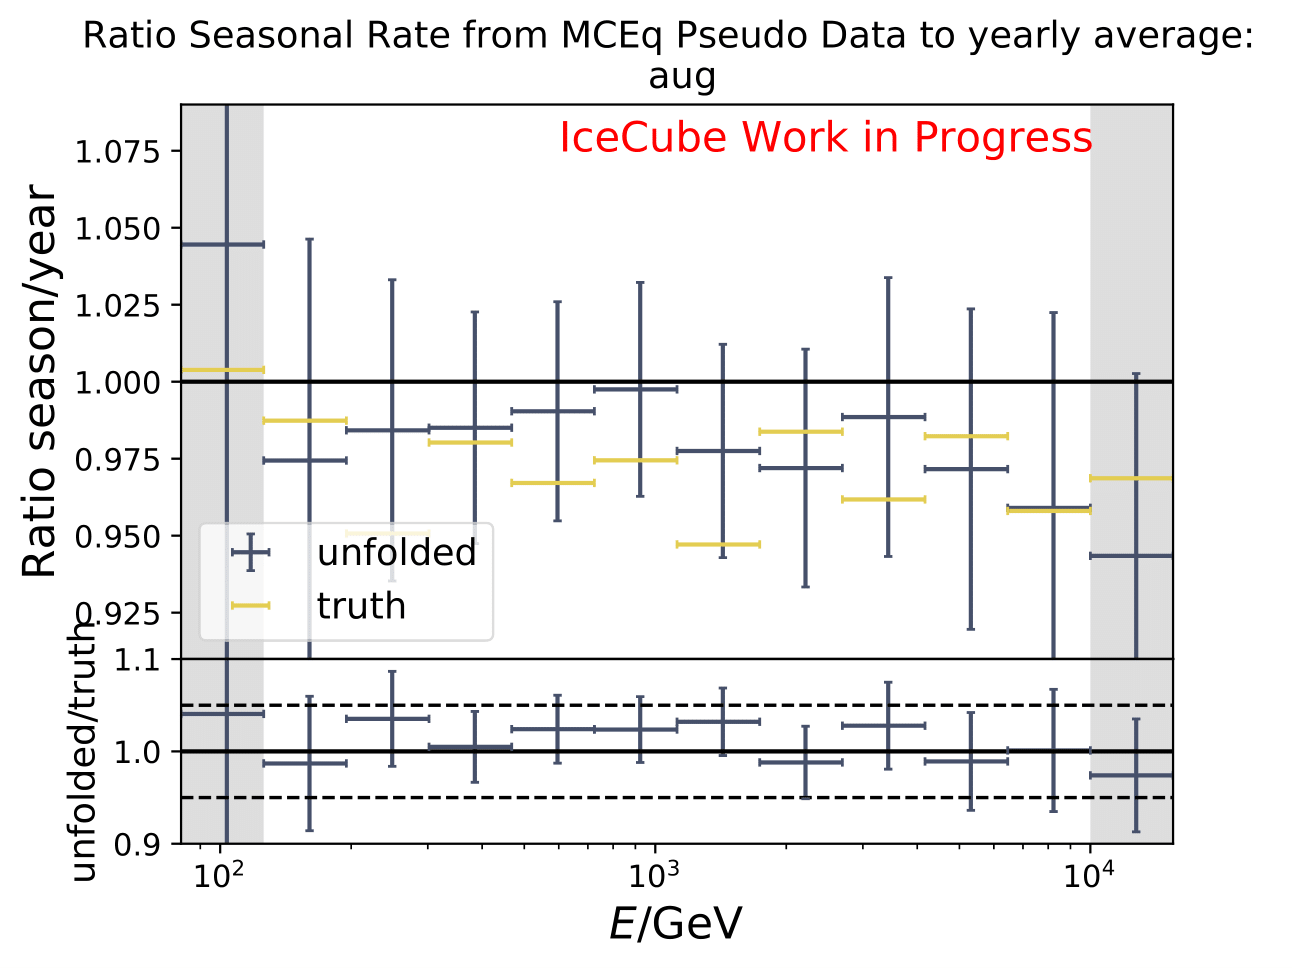 Ratio Seasonal Rate from MCEq Pseudo Data to yearly average:
aug
IceCube Work in Progress
Ratio season/year
1.075
1.050
1.025
1.000
0.975
0.950
0.925
unfolded
truth
unfolded/truth
1.1
1.0
0.9
10²
10³
10⁴
E/GeV